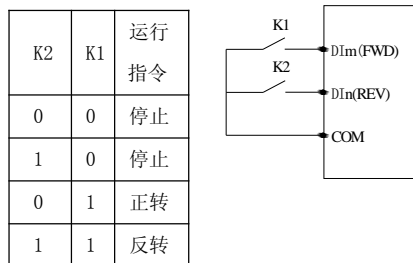 K2 K1 运行指令
0 0 停止
1 0 停止
0 1 正转
1 1 反转
K1
DIm(FWD)
K2
DIn(REV)
COM